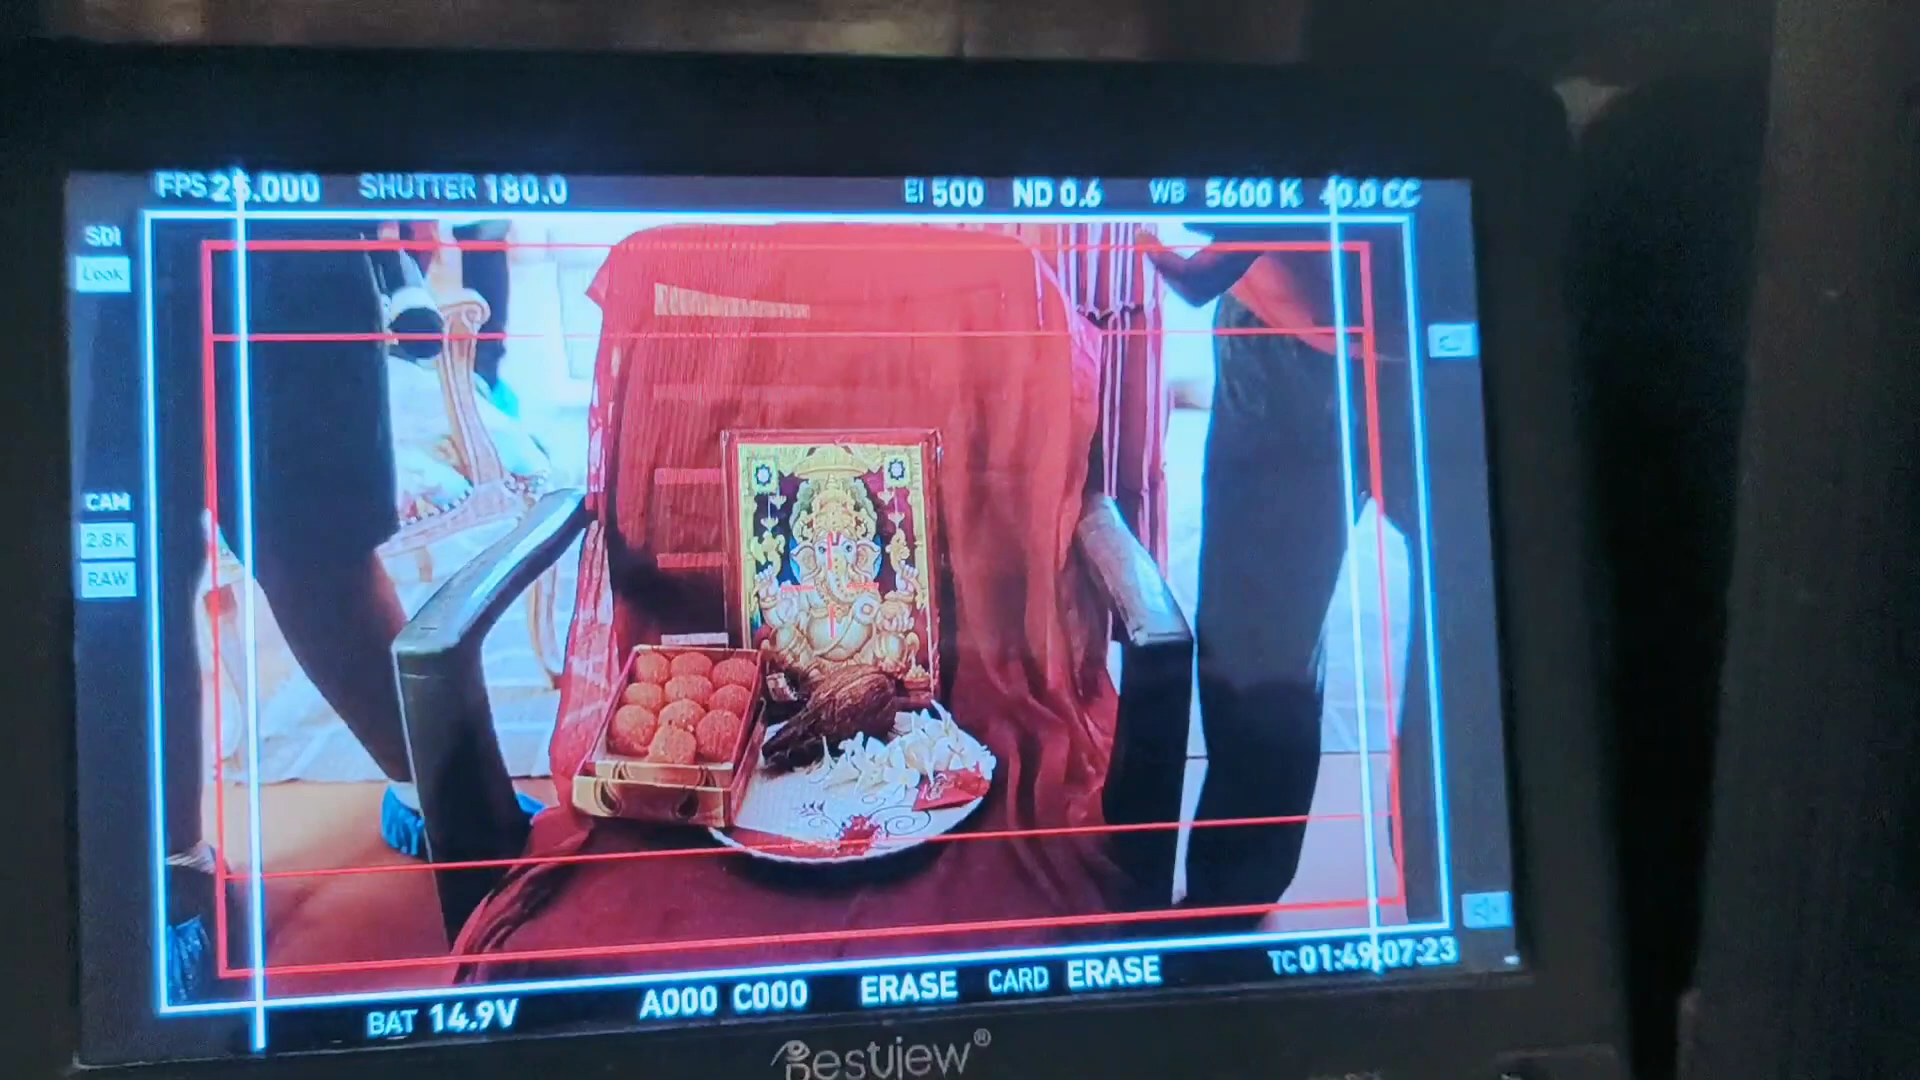 FPS 25.000 SHUTTER 180.0 EI 500 ND 0.6 WB 5600 K +0.0 CC
SDI
Look
CAM
2.8K
RAW
BAT 14.9V A000 C000 ERASE CARD ERASE TC 01:49:07:23
Bestview®